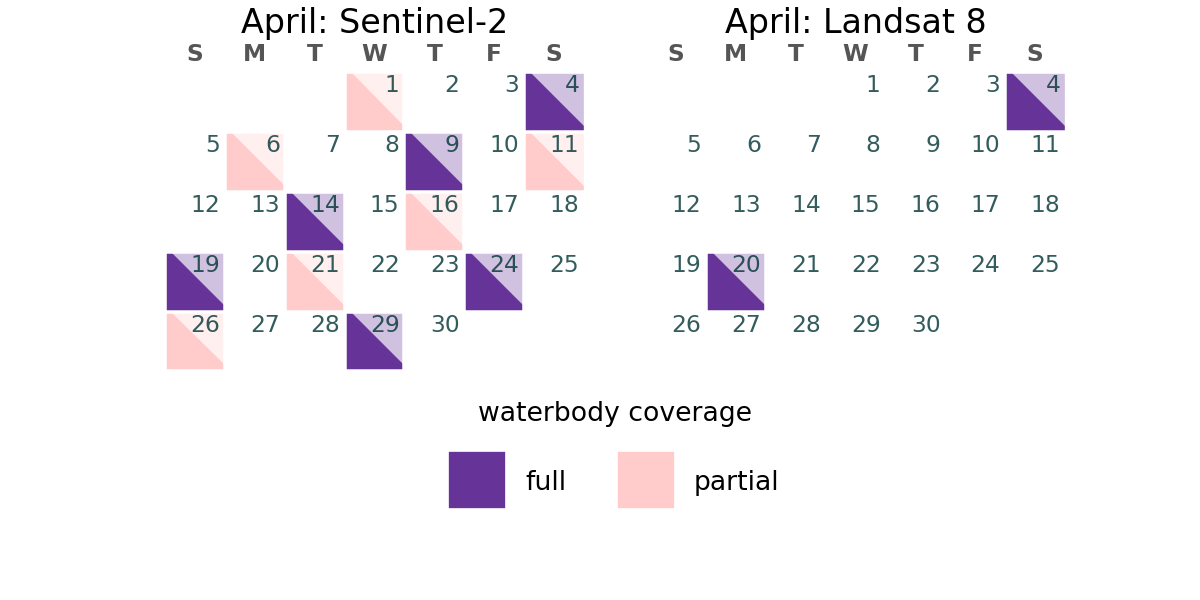 April: Sentinel-2
S M T W T F S
1 2 3 4
5 6 7 8 9 10 11
12 13 14 15 16 17 18
19 20 21 22 23 24 25
26 27 28 29 30
April: Landsat 8
S M T W T F S
1 2 3 4
5 6 7 8 9 10 11
12 13 14 15 16 17 18
19 20 21 22 23 24 25
26 27 28 29 30
waterbody coverage
full partial